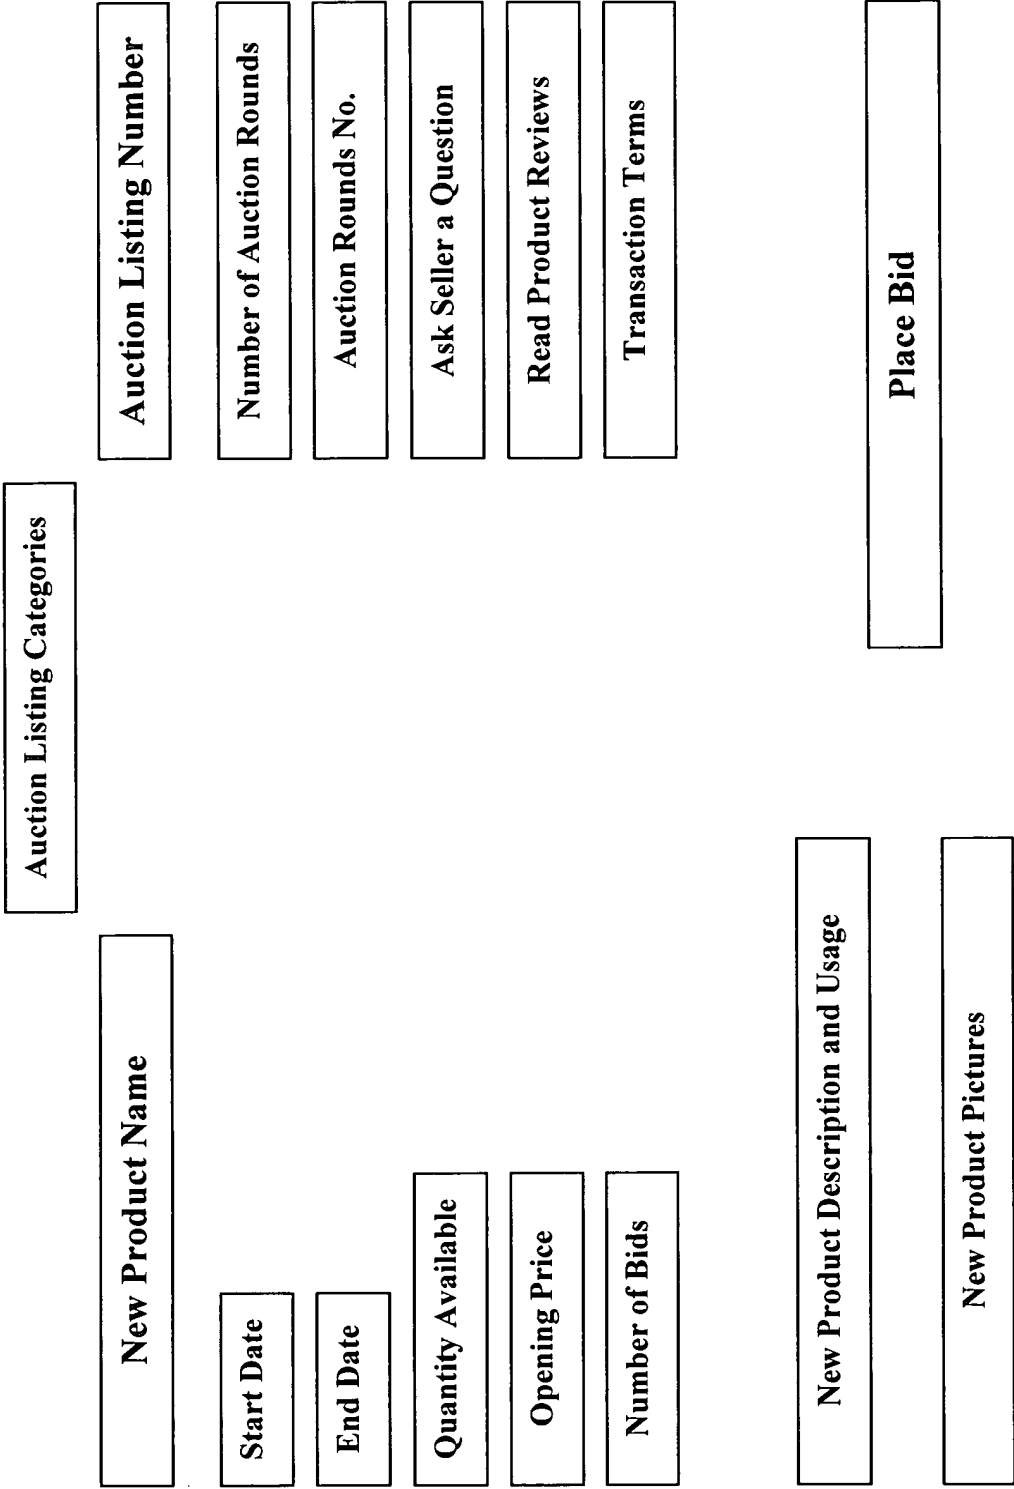 Auction Listing Categories
New Product Name
Auction Listing Number
Start Date
Number of Auction Rounds
End Date
Auction Rounds No.
Quantity Available
Ask Seller a Question
Opening Price
Read Product Reviews
Number of Bids
Transaction Terms
New Product Description and Usage
Place Bid
New Product Pictures